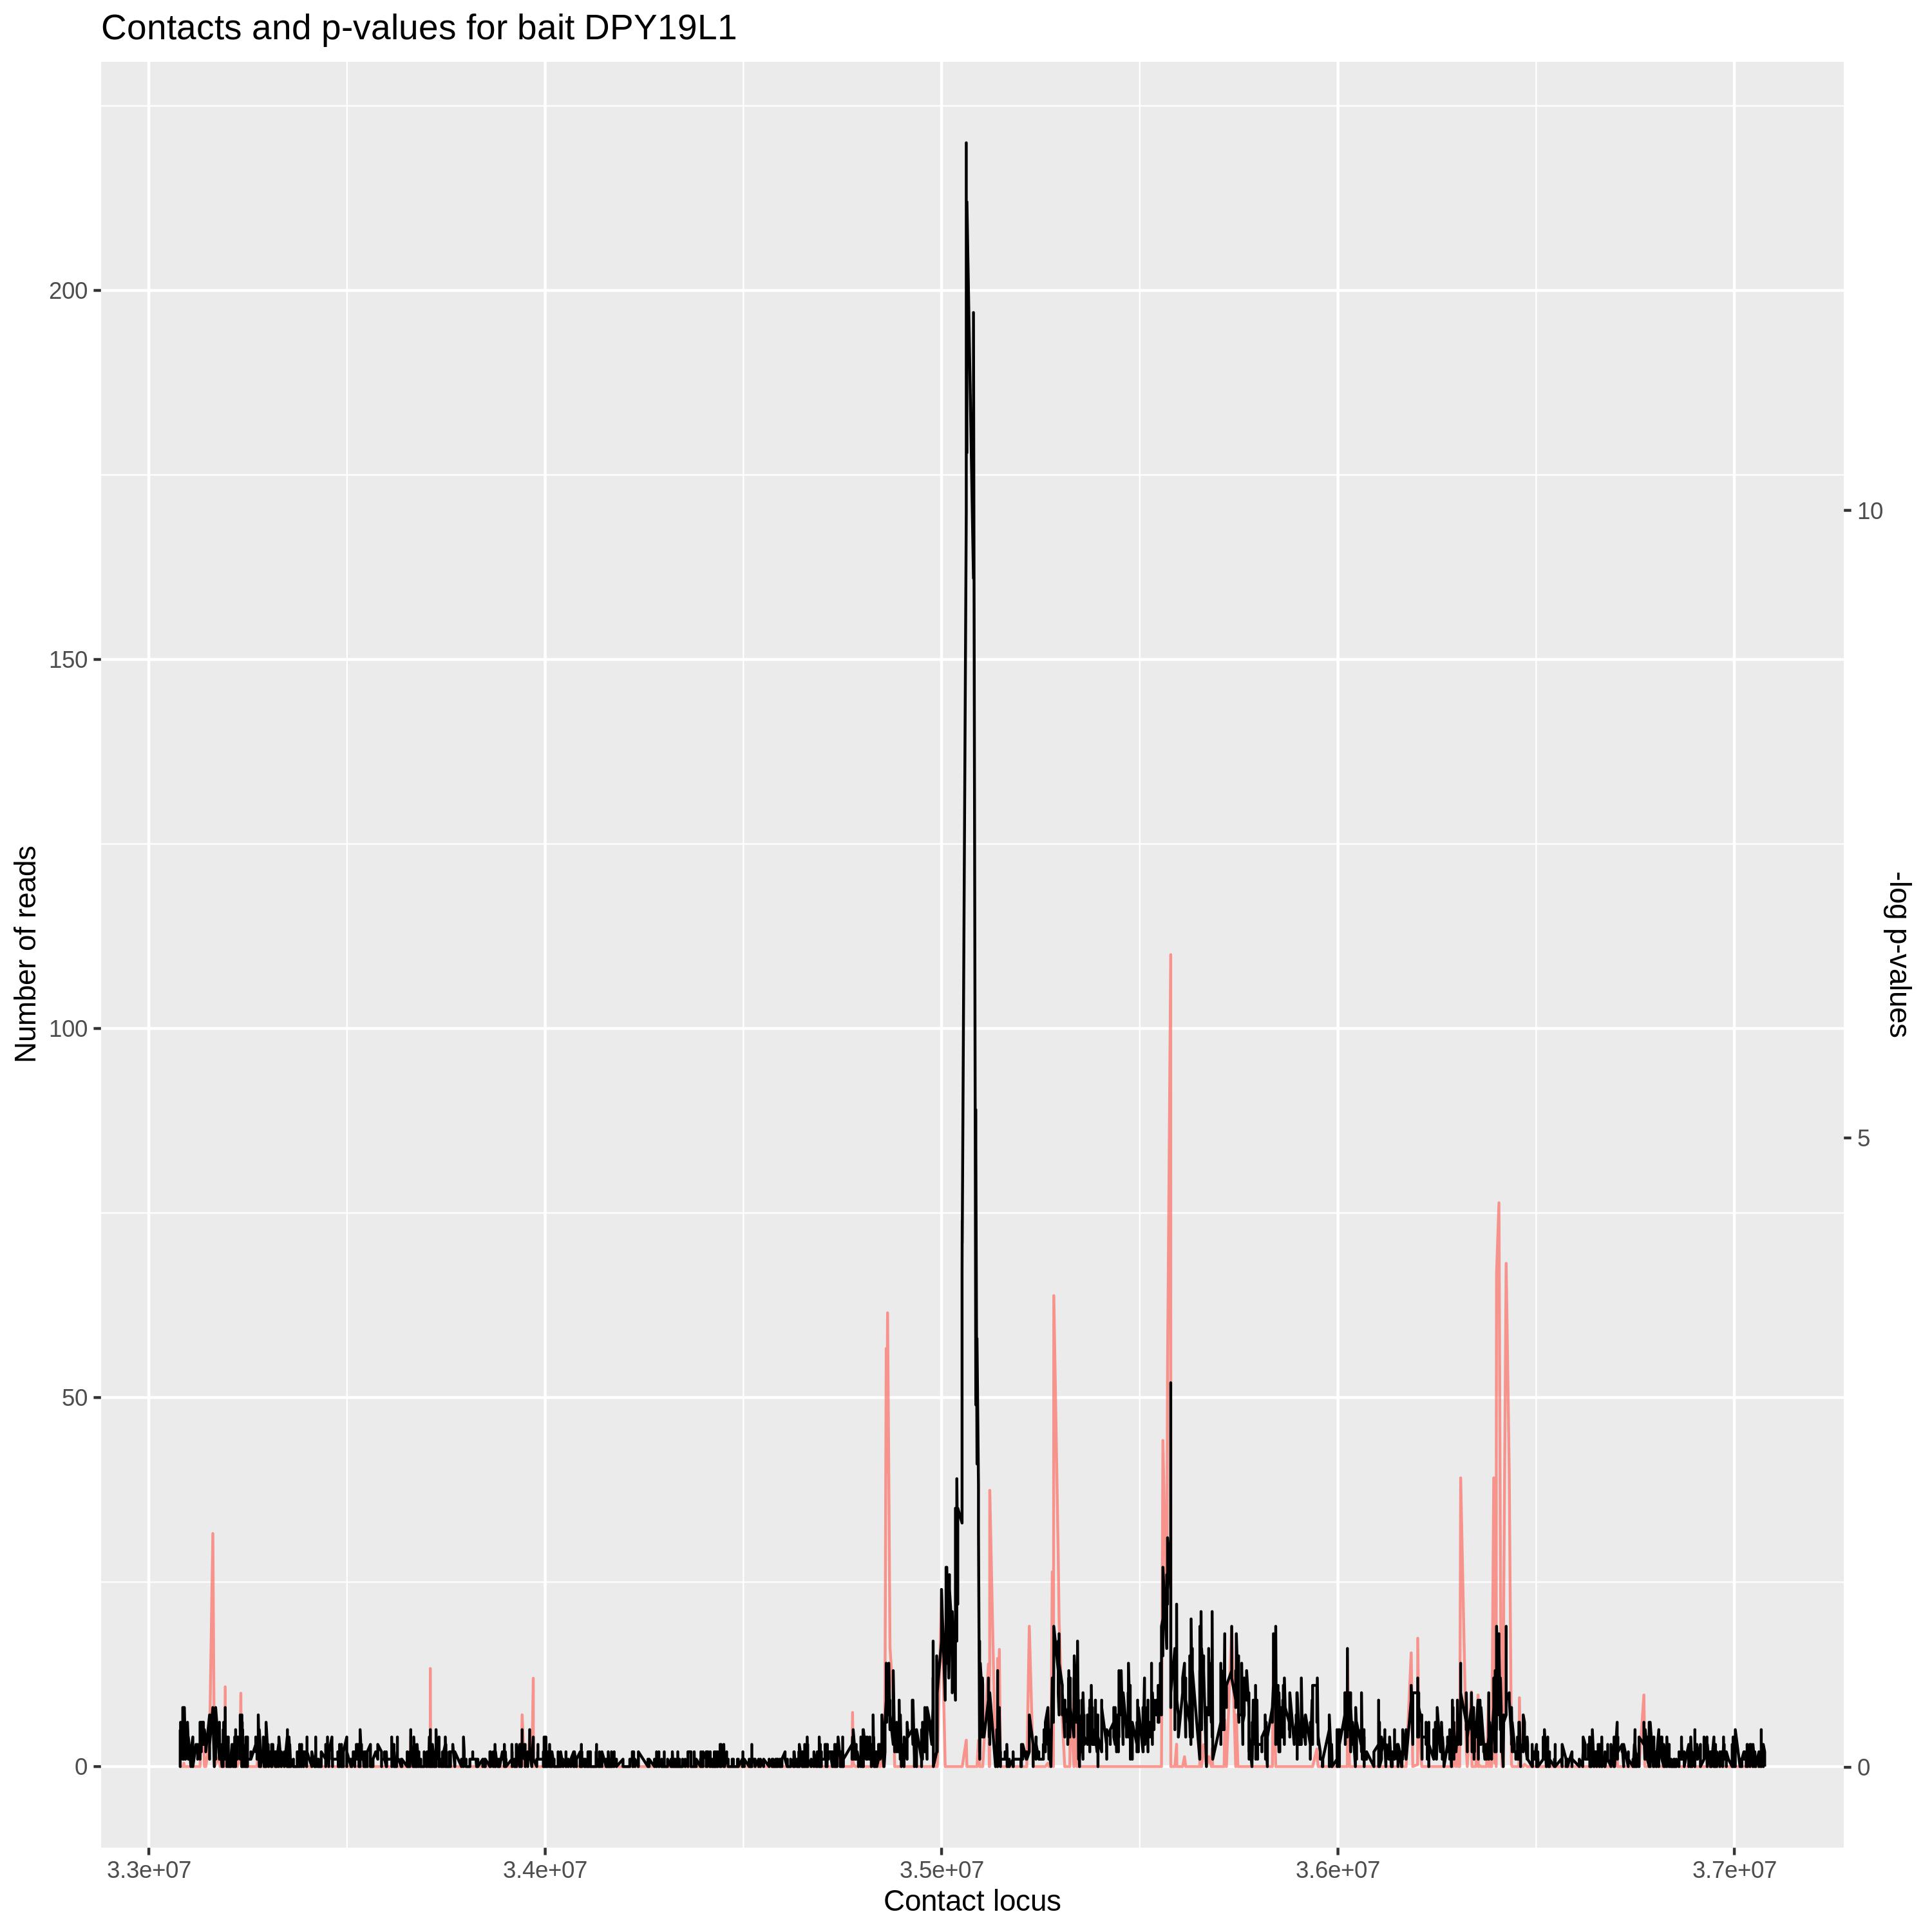 Contacts and p-values for bait DPY19L1
Number of reads
200
150
100
50
0
10
5
0
-log p-values
3.3e+07
3.4e+07
3.5e+07
3.6e+07
3.7e+07
Contact locus